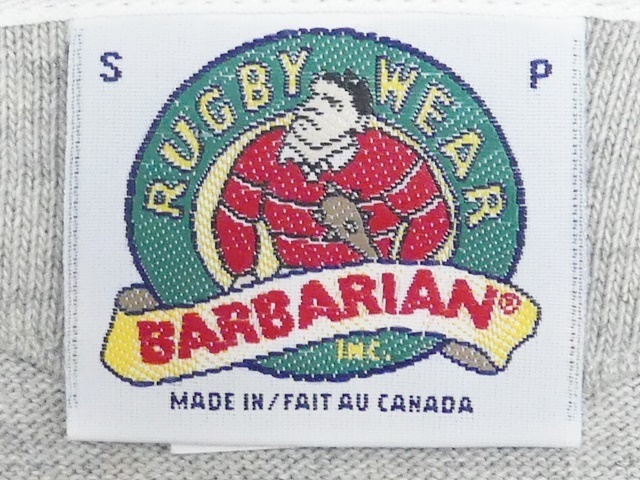 S P
RUGBY WEAR
BARBARIAN®
INC.
MADE IN/FAIT AU CANADA